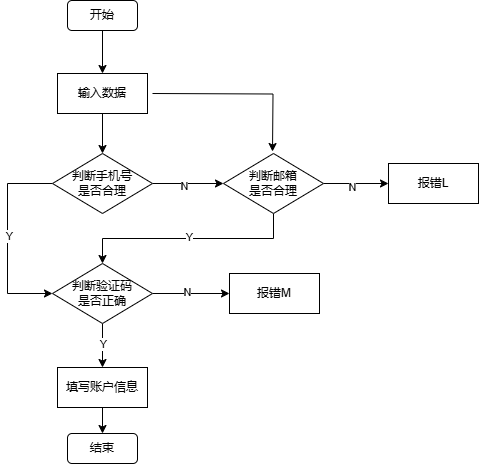 开始
输入数据
判断手机号
是否合理
N
判断邮箱
是否合理
N
报错L
Y
Y
判断验证码
是否正确
N
报错M
Y
填写账户信息
结束